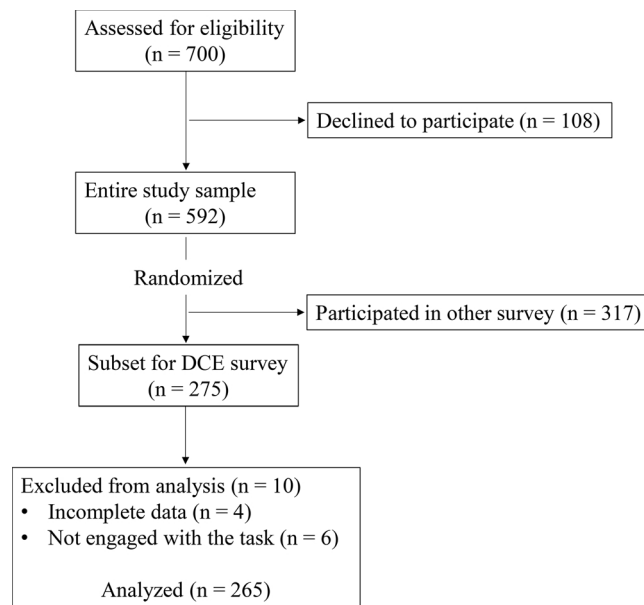 Assessed for eligibility
(n = 700)
Declined to participate (n = 108)
Entire study sample
(n = 592)
Randomized
Participated in other survey (n = 317)
Subset for DCE survey
(n = 275)
Excluded from analysis (n = 10)
• Incomplete data (n = 4)
• Not engaged with the task (n = 6)
Analyzed (n = 265)